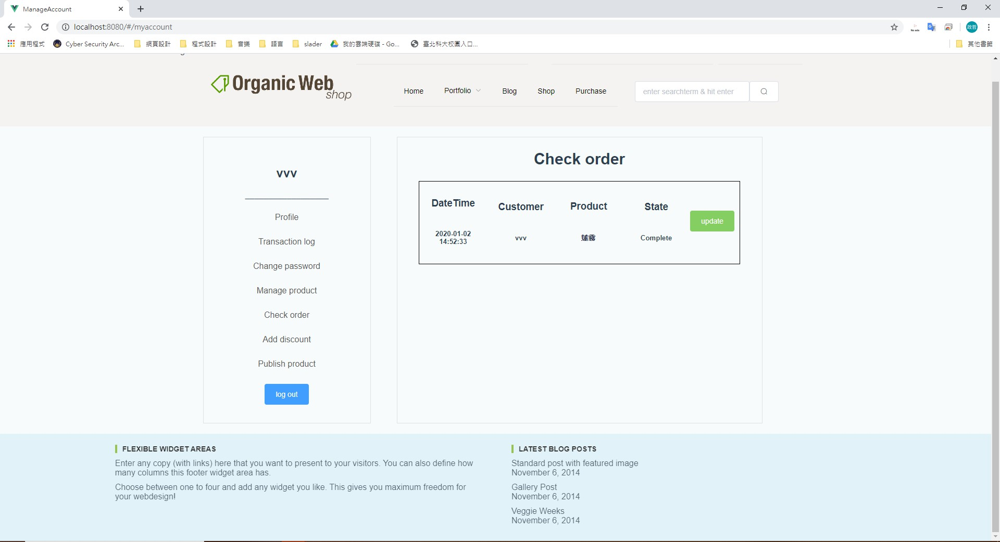 ManageAccount
localhost:8080/#/myaccount
No ads
政哲
應用程式
Cyber Security Arc...
網頁設計
程式設計
音樂
語言
slader
我的雲端硬碟 - Go...
臺北科大校園入口...
其他書籤
Organic Web
shop
Home
Portfolio
Blog
Shop
Purchase
enter searchterm & hit enter
vvv
Profile
Transaction log
Change password
Manage product
Check order
Add discount
Publish product
log out
Check order
DateTime
Customer
Product
State
2020-01-02
14:52:33
vvv
蓮霧
Complete
update
FLEXIBLE WIDGET AREAS
Enter any copy (with links) here that you want to present to your visitors. You can also define how
many columns this footer widget area has.
Choose between one to four and add any widget you like. This gives you maximum freedom for
your webdesign!
LATEST BLOG POSTS
Standard post with featured image
November 6, 2014
Gallery Post
November 6, 2014
Veggie Weeks
November 6, 2014